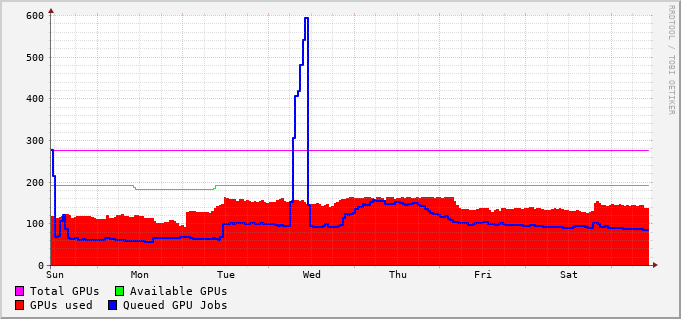 600
500
400
300
200
100
0
Sun Mon Tue Wed Thu Fri Sat
Total GPUs Available GPUs
GPUs used Queued GPU Jobs
RRDTOOL / TOBI OETIKER